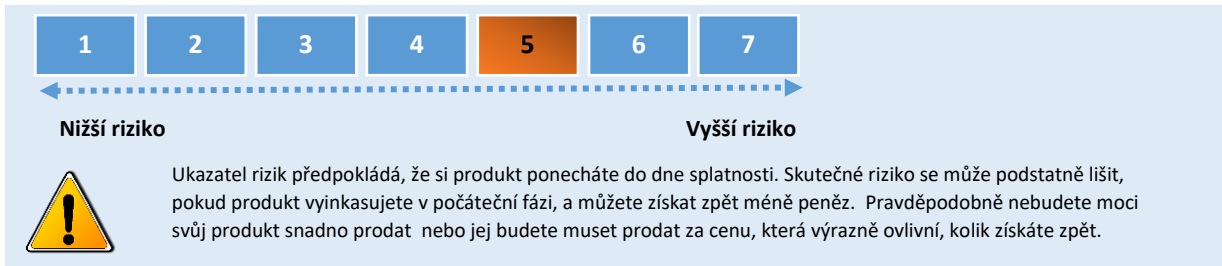 1 2 3 4 5 6 7
Nižší riziko Vyšší riziko
Ukazatel rizik předpokládá, že si produkt ponecháte do dne splatnosti. Skutečné riziko se může podstatně lišit,
pokud produkt vyinkasujete v počáteční fázi, a můžete získat zpět méně peněz. Pravděpodobně nebudete moci
svůj produkt snadno prodat nebo jej budete muset prodat za cenu, která výrazně ovlivní, kolik získáte zpět.